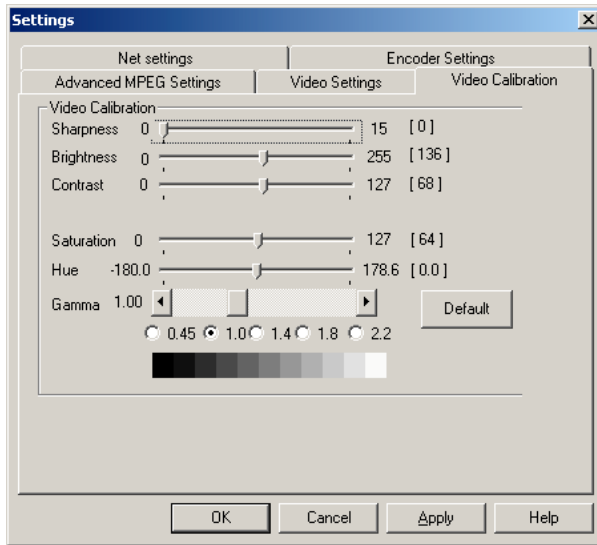 Settings
Net settings Encoder Settings
Advanced MPEG Settings Video Settings Video Calibration
Video Calibration
Sharpness 0 15 [ 0 ]
Brightness 0 255 [ 136 ]
Contrast 0 127 [ 68 ]
Saturation 0 127 [ 64 ]
Hue -180.0 178.6 [ 0.0 ]
Gamma 1.00 Default
0.45 1.0 1.4 1.8 2.2
OK Cancel Apply Help